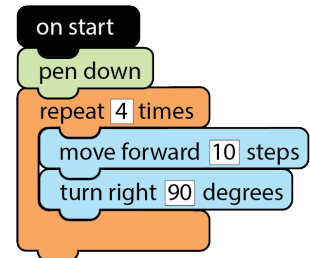 on start
pen down
repeat 4 times
move forward 10 steps
turn right 90 degrees